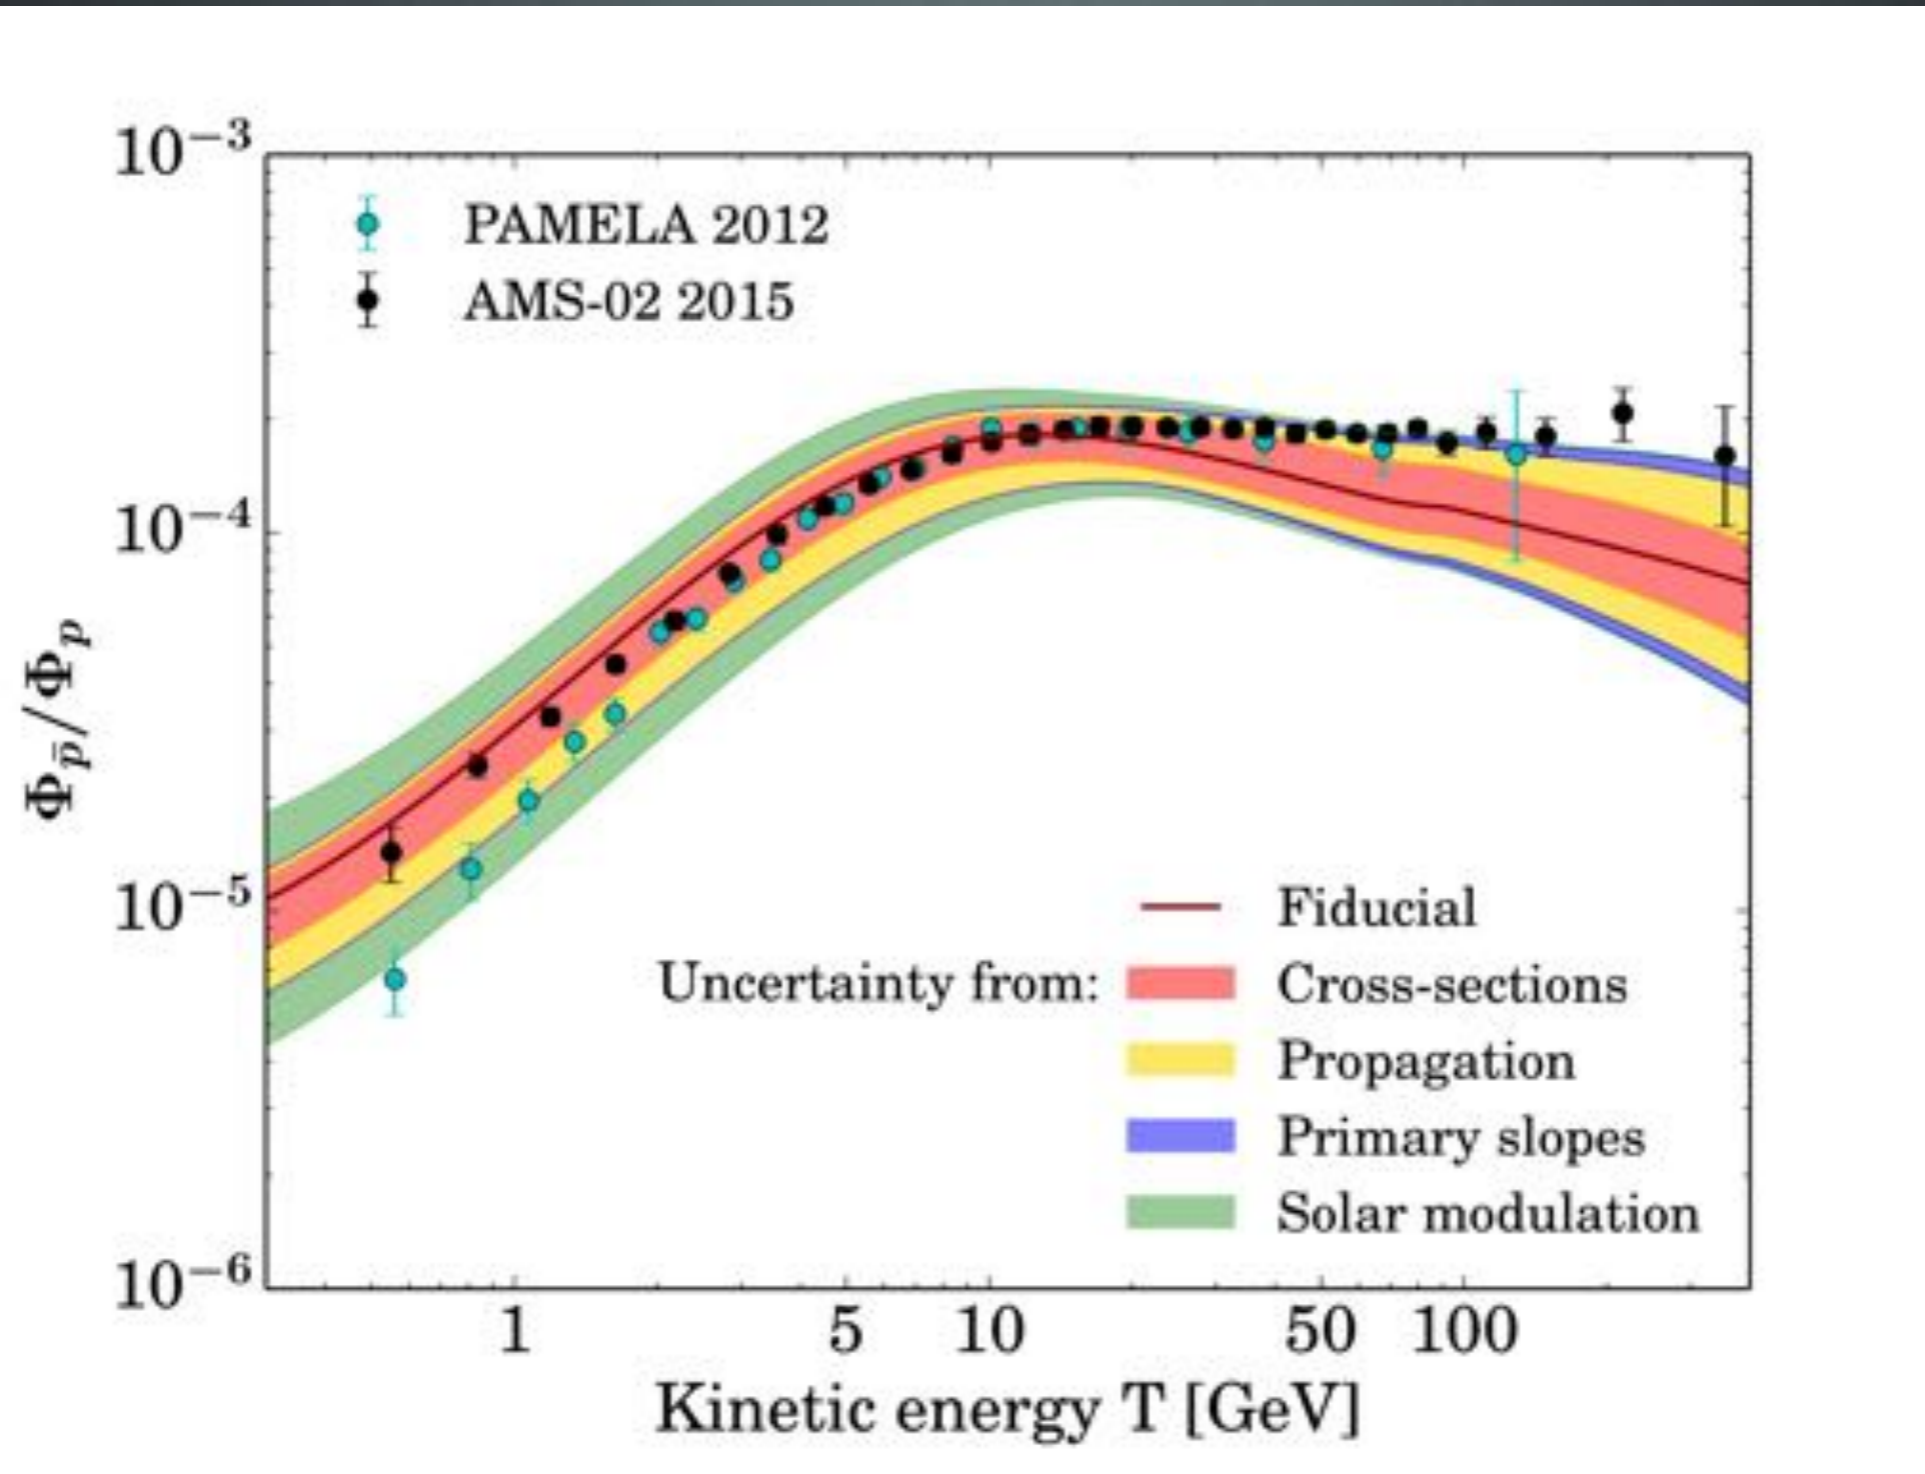 10⁻³
PAMELA 2012
AMS-02 2015
10⁻⁴
Φp̄/Φp
10⁻⁵
Fiducial
Uncertainty from: Cross-sections
Propagation
Primary slopes
Solar modulation
10⁻⁶
1 5 10 50 100
Kinetic energy T [GeV]